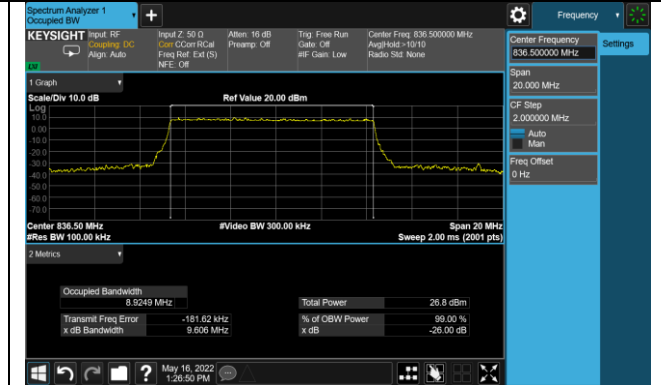 Spectrum Analyzer 1
Occupied BW
+
Frequency
KEYSIGHT
Input: RF
Coupling: DC
Align: Auto
Input Z: 50 Ω
Corr CCorr RCal
Freq Ref: Ext (S)
NFE: Off
Atten: 16 dB
Preamp: Off
Trig: Free Run
Gate: Off
#IF Gain: Low
Center Freq: 836.500000 MHz
Avg|Hold:>10/10
Radio Std: None
1 Graph
Scale/Div 10.0 dB
Ref Value 20.00 dBm
Log
10.0
0.00
-10.0
-20.0
-30.0
-40.0
-50.0
-60.0
-70.0
Center 836.50 MHz
#Video BW 300.00 kHz
Span 20 MHz
#Res BW 100.00 kHz
Sweep 2.00 ms (2001 pts)
2 Metrics
Occupied Bandwidth
8.9249 MHz
Total Power
26.8 dBm
Transmit Freq Error
-181.62 kHz
% of OBW Power
99.00 %
x dB Bandwidth
9.606 MHz
x dB
-26.00 dB
?
May 16, 2022
1:26:50 PM
Center Frequency
836.500000 MHz
Settings
Span
20.000 MHz
CF Step
2.000000 MHz
Auto
Man
Freq Offset
0 Hz